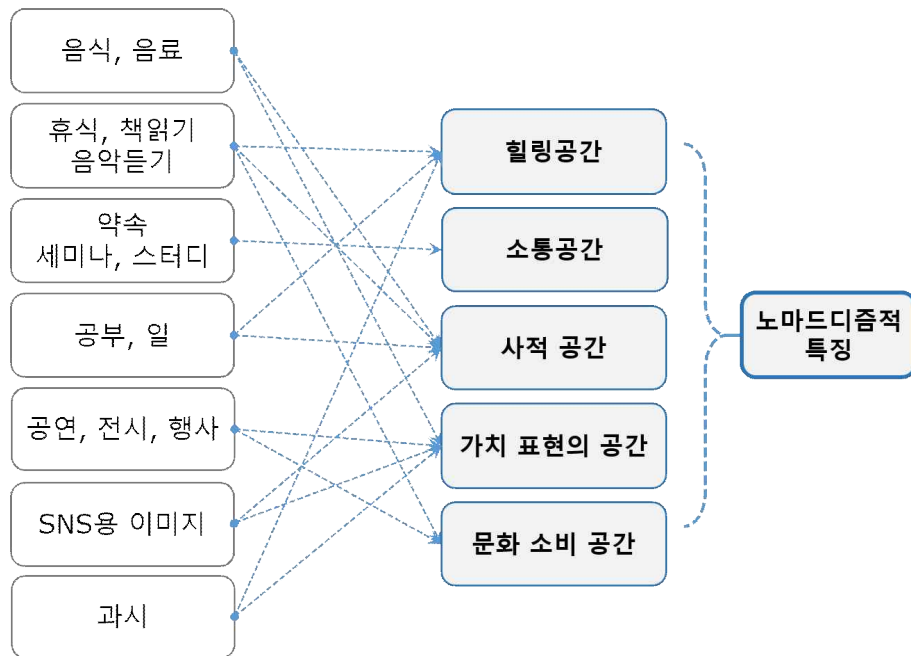 음식, 음료
휴식, 책읽기
음악듣기
약속
세미나, 스터디
공부, 일
공연, 전시, 행사
SNS용 이미지
과시
힐링공간
소통공간
사적 공간
가치 표현의 공간
문화 소비 공간
노마드디즘적
특징